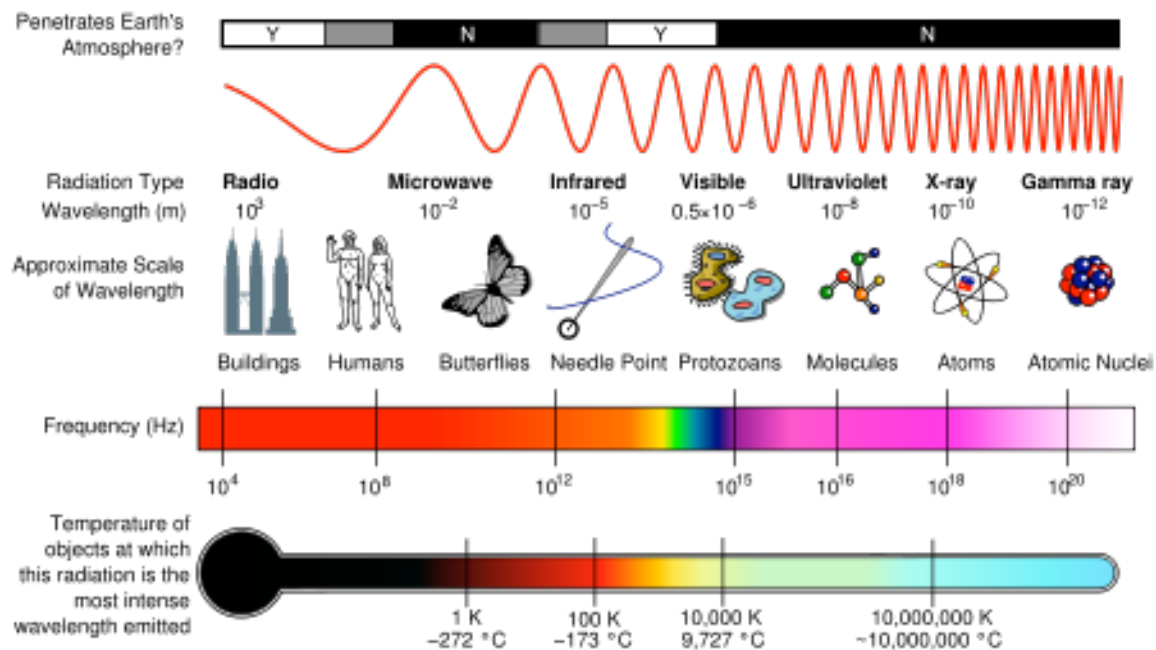 Penetrates Earth's
Atmosphere?
Y N Y N
Radiation Type
Radio Microwave Infrared Visible Ultraviolet X-ray Gamma ray
Wavelength (m)
10³ 10⁻² 10⁻⁵ 0.5×10⁻⁶ 10⁻⁸ 10⁻¹⁰ 10⁻¹²
Approximate Scale
of Wavelength
Buildings Humans Butterflies Needle Point Protozoans Molecules Atoms Atomic Nuclei
Frequency (Hz)
10⁴ 10⁸ 10¹² 10¹⁵ 10¹⁶ 10¹⁸ 10²⁰
Temperature of
objects at which
this radiation is the
most intense
wavelength emitted
1 K 100 K 10,000 K 10,000,000 K
−272 °C −173 °C 9,727 °C ~10,000,000 °C